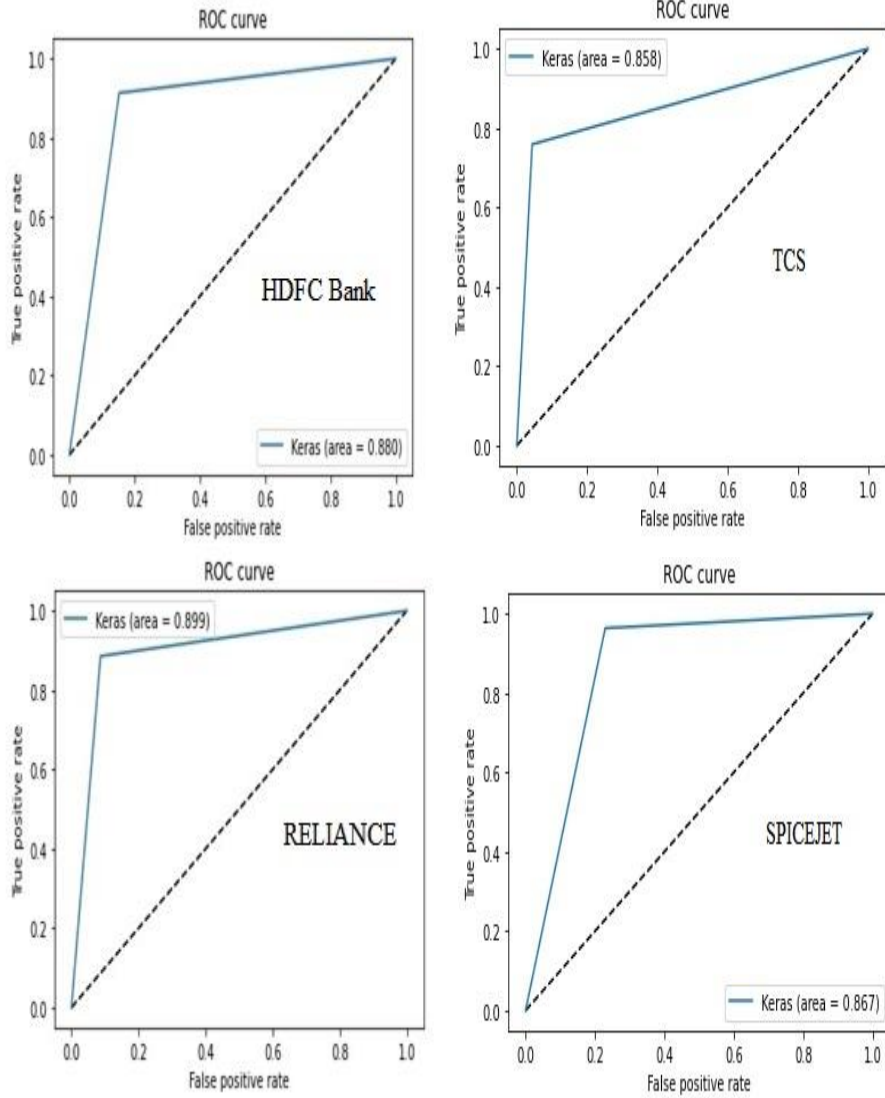 ROC curve
1.0
0.8
0.6
0.4
0.2
0.0
True positive rate
HDFC Bank
Keras (area = 0.880)
0.0 0.2 0.4 0.6 0.8 1.0
False positive rate
ROC curve
Keras (area = 0.858)
1.0
0.8
0.6
0.4
0.2
0.0
True positive rate
TCS
0.0 0.2 0.4 0.6 0.8 1.0
False positive rate
ROC curve
Keras (area = 0.899)
1.0
0.8
0.6
0.4
0.2
0.0
True positive rate
RELIANCE
0.0 0.2 0.4 0.6 0.8 1.0
False positive rate
ROC curve
1.0
0.8
0.6
0.4
0.2
0.0
True positive rate
SPICEJET
Keras (area = 0.867)
0.0 0.2 0.4 0.6 0.8 1.0
False positive rate